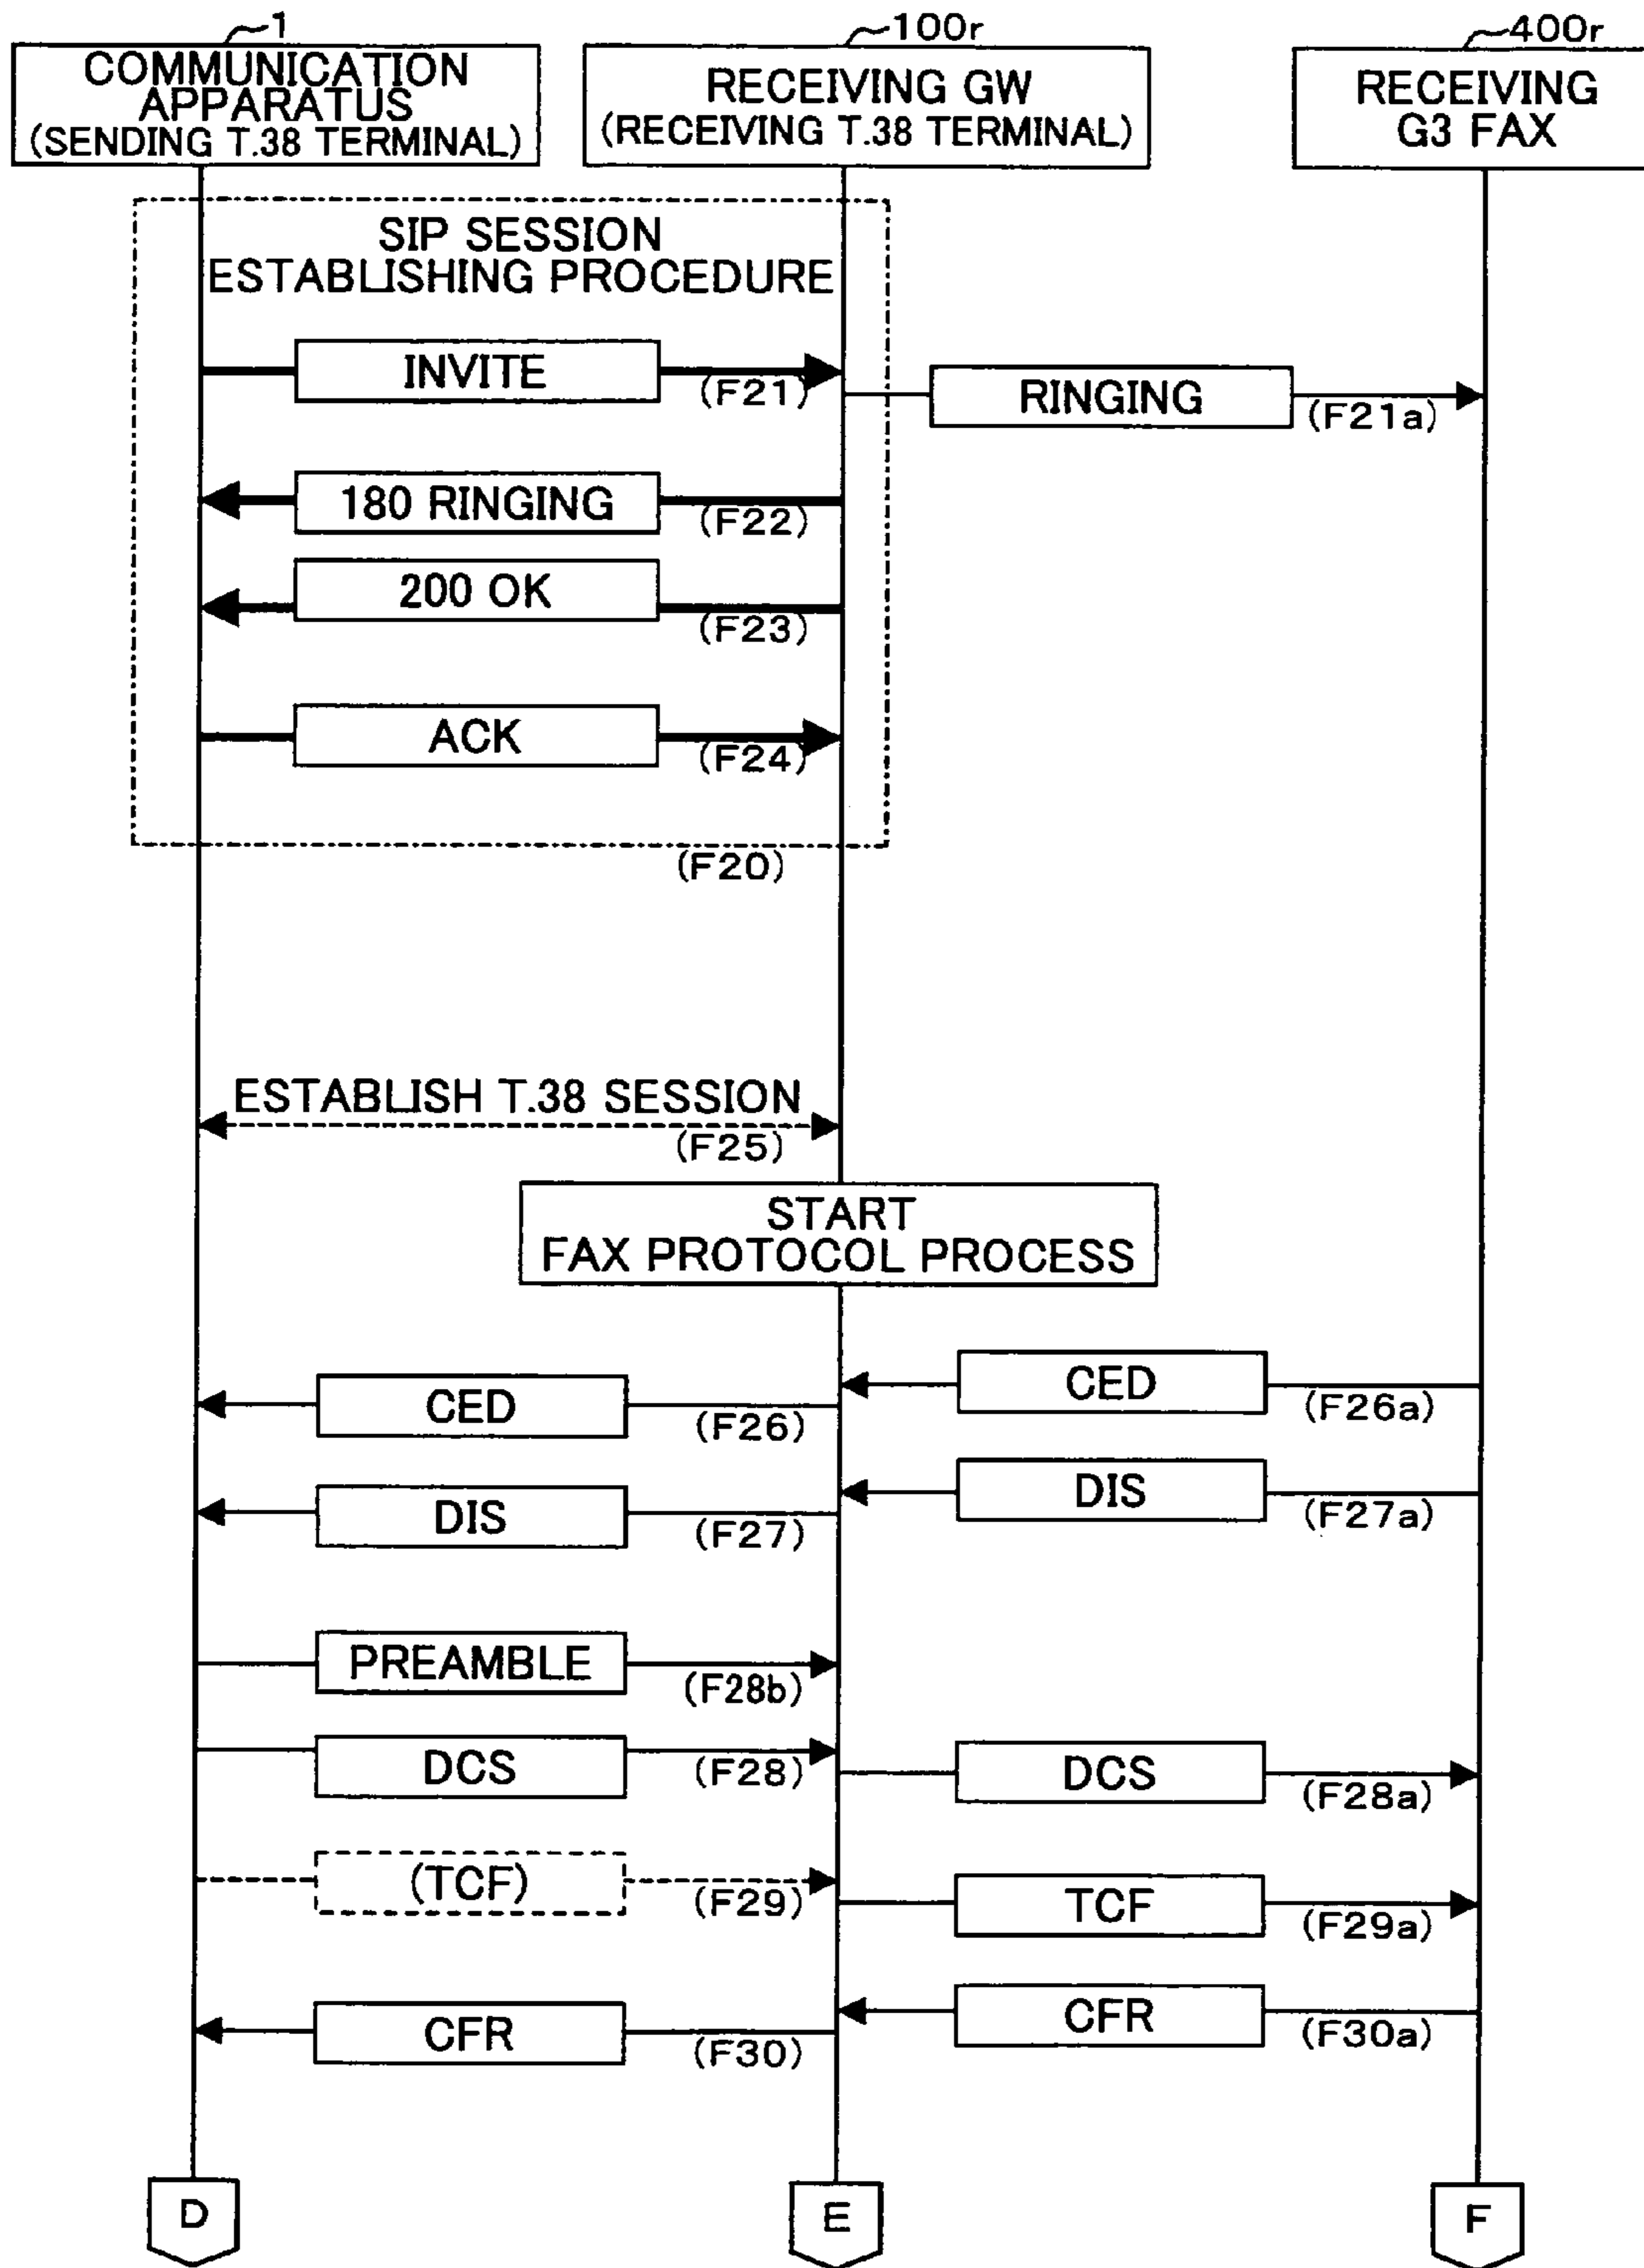 1
100r
400r
COMMUNICATION
APPARATUS
(SENDING T.38 TERMINAL)
RECEIVING GW
(RECEIVING T.38 TERMINAL)
RECEIVING
G3 FAX
SIP SESSION
ESTABLISHING PROCEDURE
INVITE
(F21)
RINGING
(F21a)
180 RINGING
(F22)
200 OK
(F23)
ACK
(F24)
(F20)
ESTABLISH T.38 SESSION
(F25)
START
FAX PROTOCOL PROCESS
CED
(F26a)
CED
(F26)
DIS
(F27a)
DIS
(F27)
PREAMBLE
(F28b)
DCS
(F28)
DCS
(F28a)
(TCF)
(F29)
TCF
(F29a)
CFR
(F30a)
CFR
(F30)
D
E
F